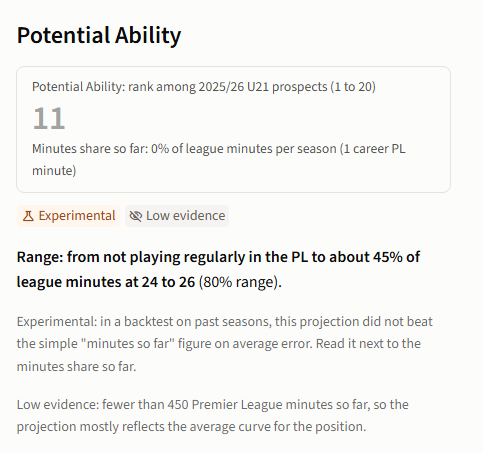 Potential Ability
Potential Ability: rank among 2025/26 U21 prospects (1 to 20)
11
Minutes share so far: 0% of league minutes per season (1 career PL
minute)
Experimental Low evidence
Range: from not playing regularly in the PL to about 45% of
league minutes at 24 to 26 (80% range).
Experimental: in a backtest on past seasons, this projection did not beat
the simple "minutes so far" figure on average error. Read it next to the
minutes share so far.
Low evidence: fewer than 450 Premier League minutes so far, so the
projection mostly reflects the average curve for the position.